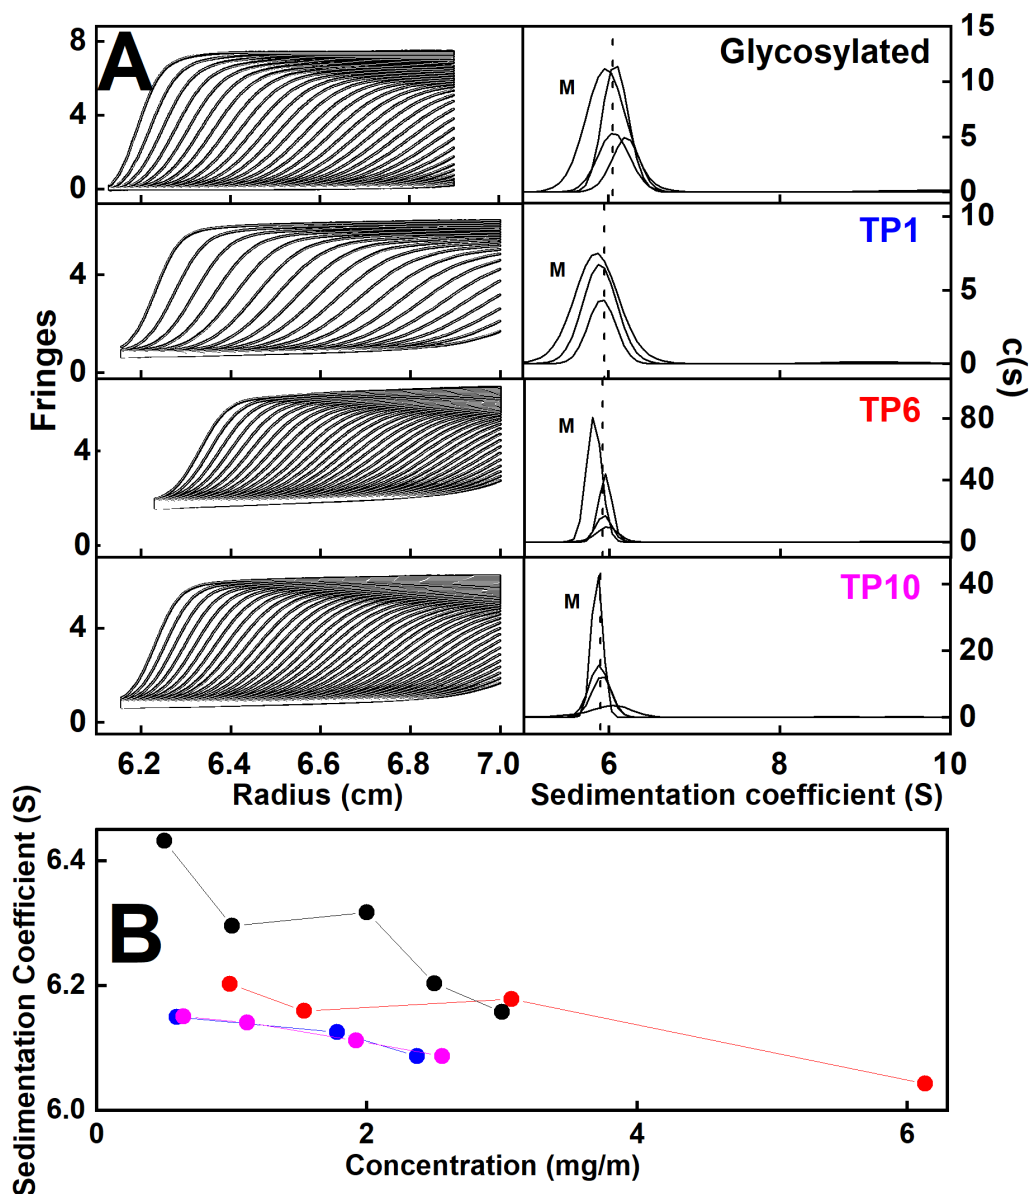 A
Glycosylated
M
8
4
0
15
10
5
0
TP1
M
4
0
10
5
0
TP6
M
4
0
80
40
0
TP10
M
4
0
40
20
0
Fringes
c(s)
6.2 6.4 6.6 6.8 7.0
6 8 10
Radius (cm)
Sedimentation coefficient (S)
B
Sedimentation Coefficient (S)
6.4
6.2
6.0
0 2 4 6
Concentration (mg/m)